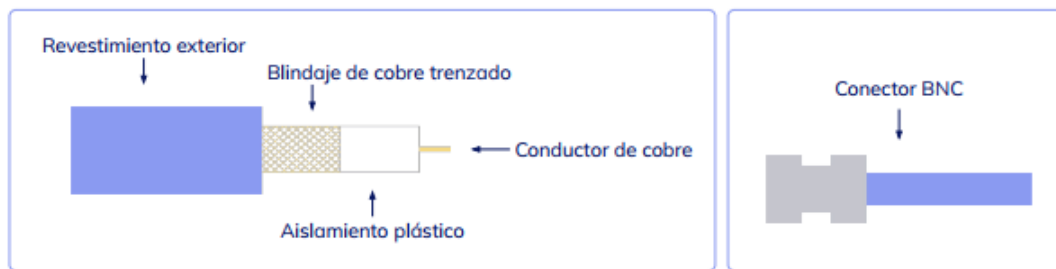 Revestimiento exterior
Blindaje de cobre trenzado
Conductor de cobre
Aislamiento plástico
Conector BNC